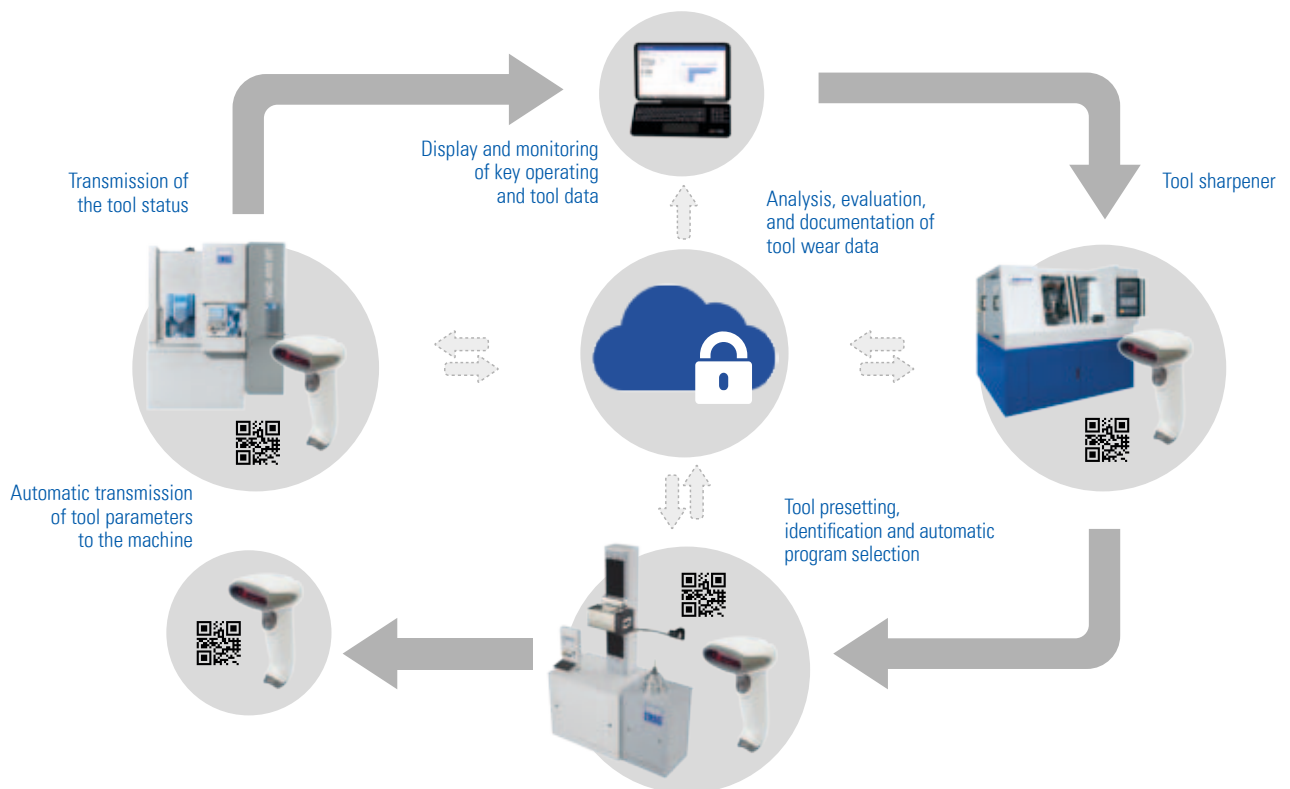 Display and monitoring
of key operating
and tool data
Transmission of
the tool status
Analysis, evaluation,
and documentation of
tool wear data
Tool sharpener
Automatic transmission
of tool parameters
to the machine
Tool presetting,
identification and automatic
program selection